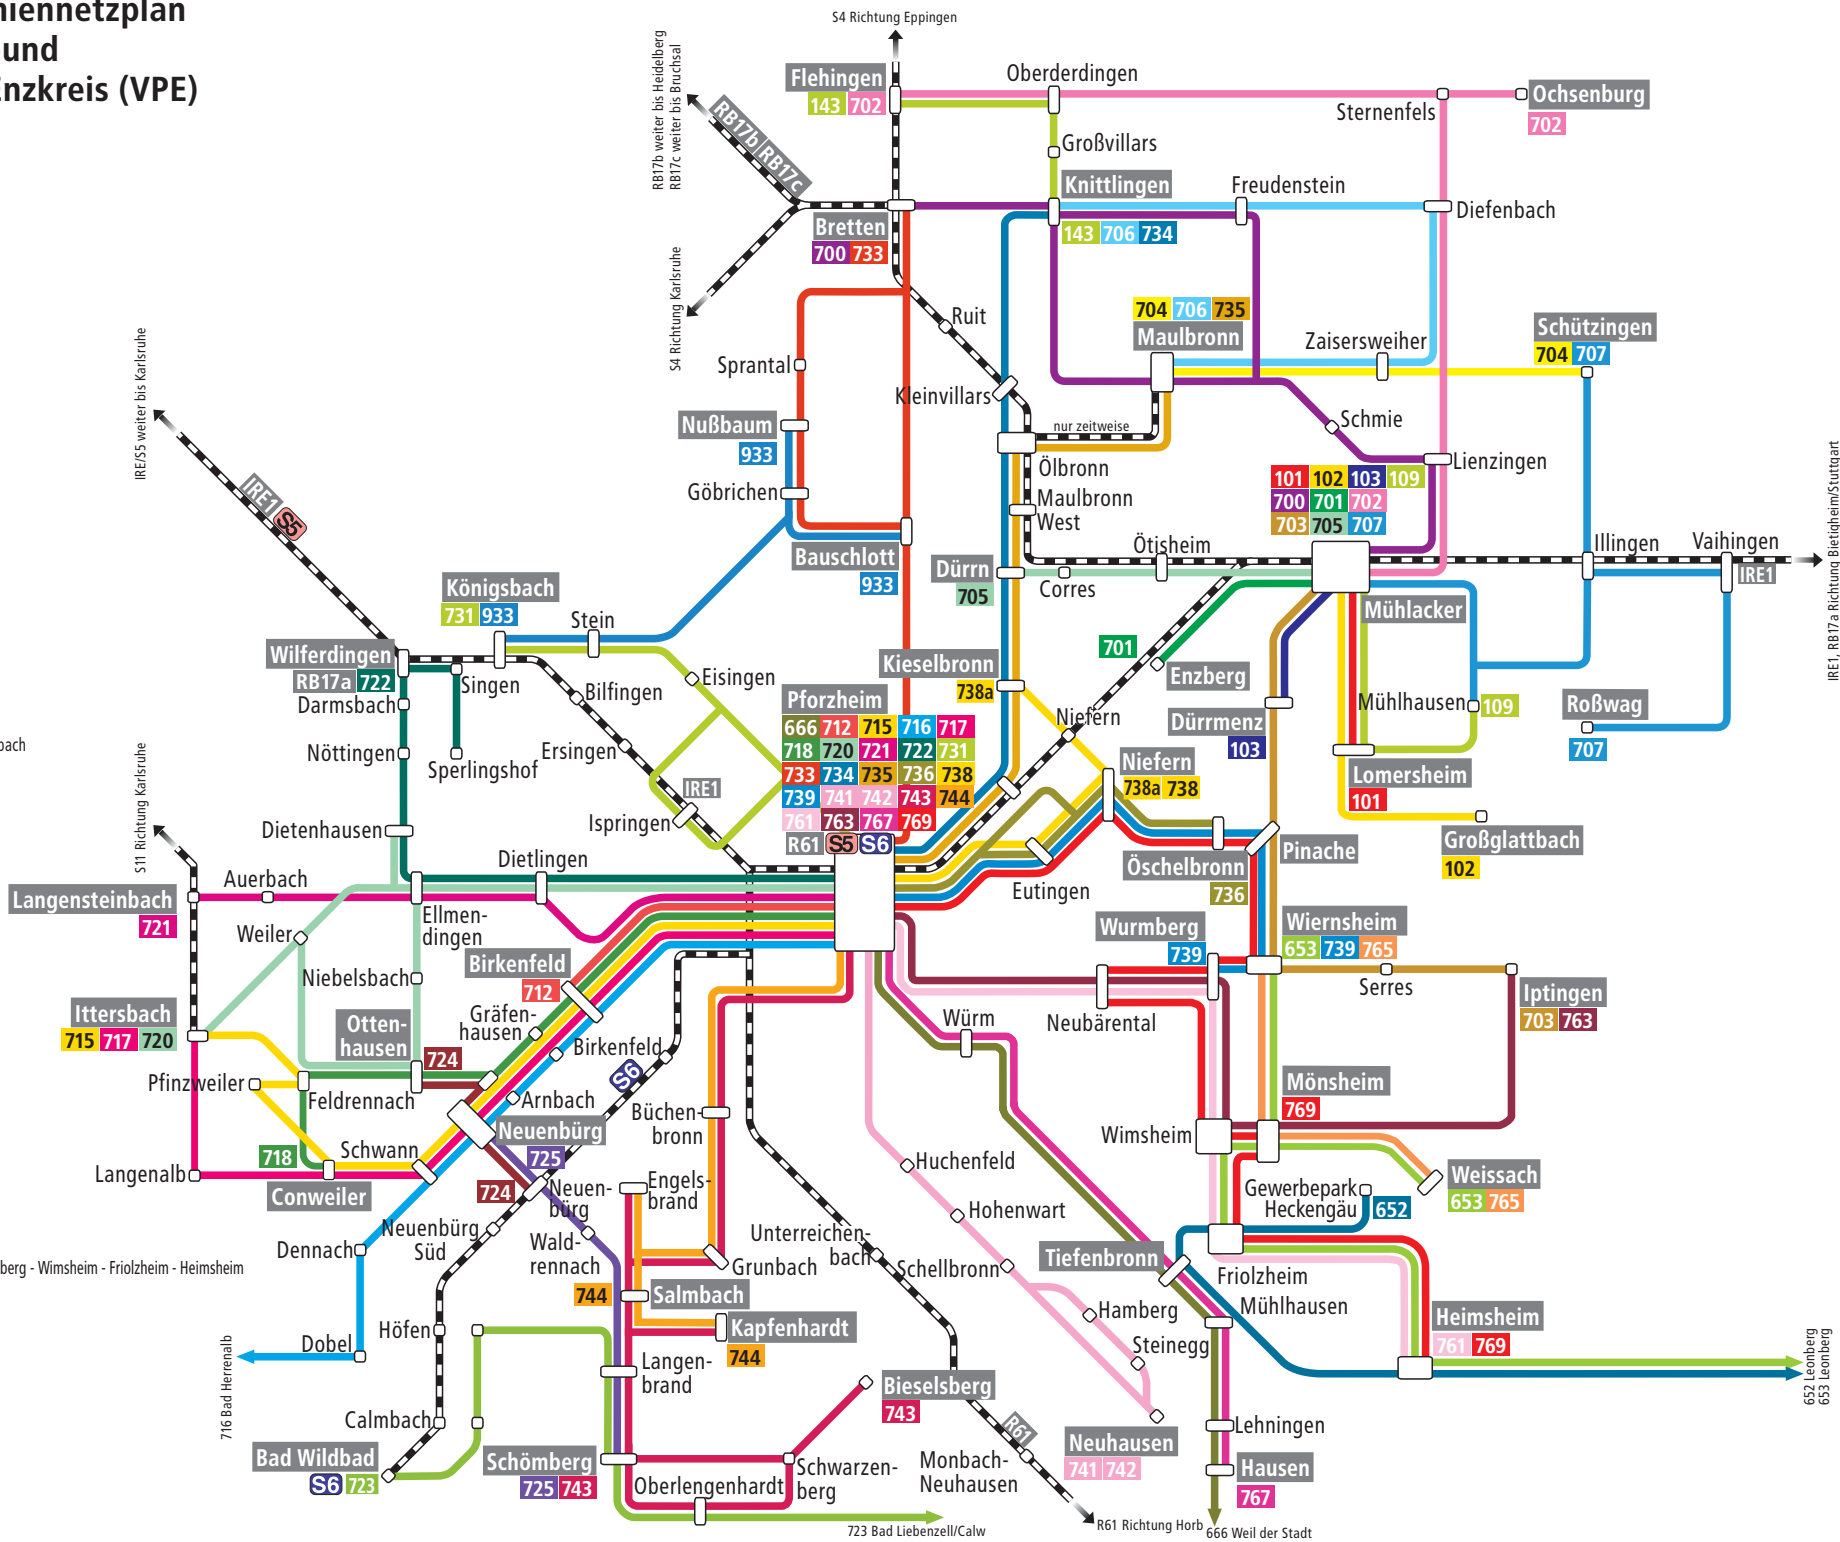 niennetzplan
und
Enzkreis (VPE)
S4 Richtung Eppingen
RB17b weiter bis Heidelberg
RB17c weiter bis Bruchsal
RB17b RB17c
S4 Richtung Karlsruhe
Flehingen
143 702
Oberderdingen
Sternenfels
Ochsenburg
702
Großvillars
Knittlingen
143 706 734
Freudenstein
Diefenbach
Bretten
700 733
Ruit
Sprantal
Kleinvillars
704 706 735
Maulbronn
Zaisersweiher
Schützingen
704 707
Nußbaum
933
nur zeitweise
Schmie
Göbrichen
Ölbronn
Maulbronn
West
Lienzingen
101 102 103 109
700 701 702
703 705 707
IRE/S5 weiter bis Karlsruhe
IRE1 S5
Bauschlott
933
Ötisheim
Dürrn
705
Corres
Illingen
Vaihingen
IRE1
IRE1, RB17a Richtung Bietigheim/Stuttgart
Mühlacker
Königsbach
731 933
Stein
Wilferdingen
RB17a 722
Singen
Eisingen
Kieselbronn
738a
701
Enzberg
Darmsbach
Bilfingen
Pforzheim
666 712 715 716 717
718 720 721 722 731
733 734 735 736 738
739 741 742 743 744
761 763 767 769
R61 S5 S6
Niefern
Dürrmenz
103
Mühlhausen
109
Roßwag
707
Nöttingen
Sperlingshof
Ersingen
IRE1
Ispringen
Niefern
738a 738
Lomersheim
101
Großglattbach
102
bach
S11 Richtung Karlsruhe
Dietenhausen
Dietlingen
Auerbach
Langensteinbach
721
Ellmen-
dingen
Eutingen
Öschelbronn
736
Pinache
Weiler
Niebelsbach
Birkenfeld
712
Wurmberg
739
Wiernsheim
653 739 765
Serres
Iptingen
703 763
Ittersbach
715 717 720
Otten-
hausen
724
Gräfen-
hausen
Birkenfeld
S6
Würm
Neubärental
Pfinzweiler
Feldrennach
Arnbach
Büchen-
bronn
Mönsheim
769
Wimsheim
Neuenbürg
725
718
Schwann
Langenalb
Conweiler
724
Neuen-
bürg
Engels-
brand
Huchenfeld
Weissach
653 765
Gewerbepark
Heckengäu
652
Neuenbürg
Süd
Wald-
rennach
Hohenwart
Unterreichen-
bach
Dennach
Grunbach
Schellbronn
Tiefenbronn
Friolzheim
berg - Wimsheim - Friolzheim - Heimsheim
744
Salmbach
Hamberg
Mühlhausen
Kapfenhardt
744
Steinegg
Heimsheim
761 769
Dobel
Höfen
716 Bad Herrenalb
Langen-
brand
Bieselsberg
743
652 Leonberg
653 Leonberg
Calmbach
Bad Wildbad
S6 723
Schömberg
725 743
Oberlengenhardt
Schwarzen-
berg
R61
Monbach-
Neuhausen
Neuhausen
741 742
Lehningen
Hausen
767
723 Bad Liebenzell/Calw
R61 Richtung Horb
666 Weil der Stadt